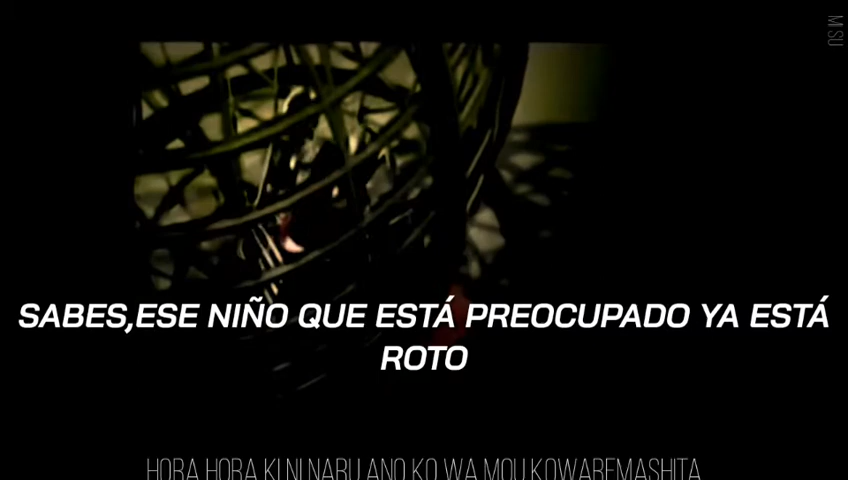 MISU
SABES,ESE NIÑO QUE ESTÁ PREOCUPADO YA ESTÁ
ROTO
HORA HORA KI NI NARU ANO KO WA MOU KOWAREMASHITA